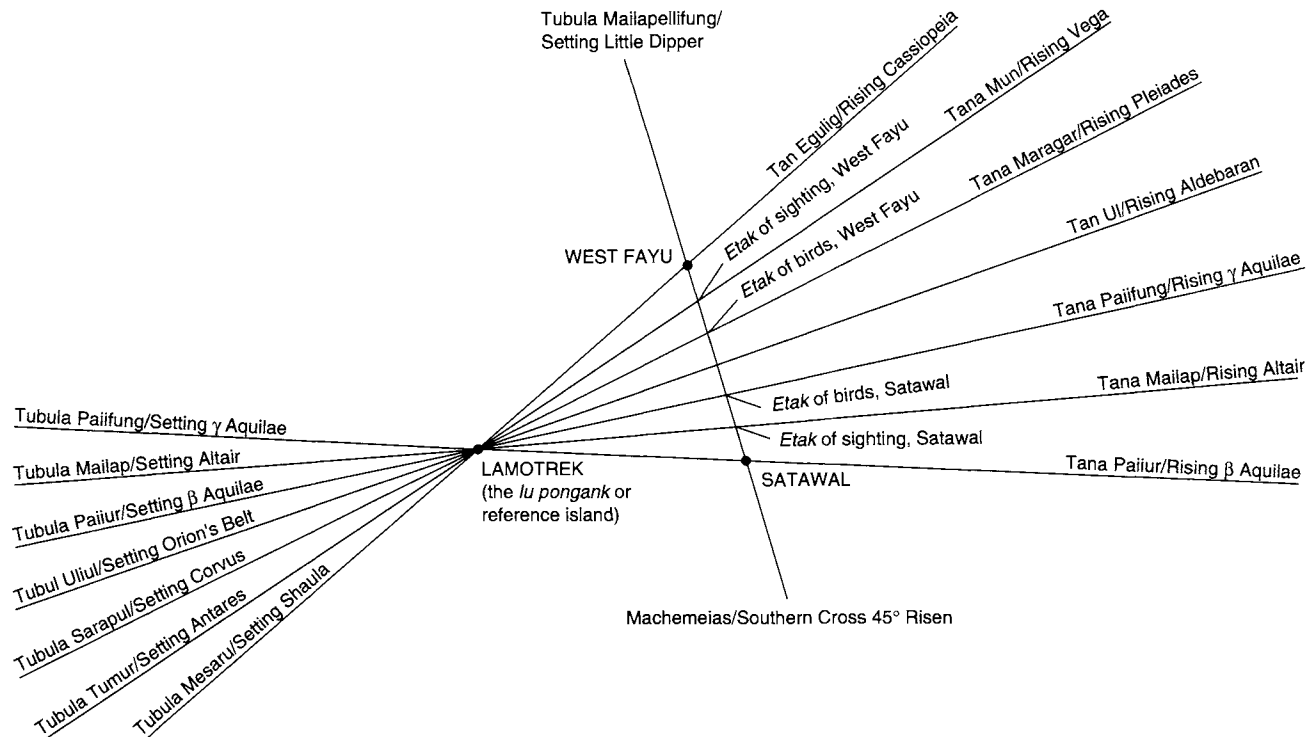 Tubula Mailapellifung/
Setting Little Dipper
Tan Egulig/Rising Cassiopeia
Tana Mun/Rising Vega
Etak of sighting, West Fayu
Tana Maragar/Rising Pleiades
Etak of birds, West Fayu
Tan Ul/Rising Aldebaran
WEST FAYU
Tana Paiifung/Rising γ Aquilae
Tana Mailap/Rising Altair
Etak of birds, Satawal
Etak of sighting, Satawal
Tana Paiiur/Rising β Aquilae
Tubula Paiifung/Setting γ Aquilae
Tubula Mailap/Setting Altair
Tubula Paiiur/Setting β Aquilae
Tubul Uliul/Setting Orion's Belt
Tubula Sarapul/Setting Corvus
Tubula Tumur/Setting Antares
Tubula Mesaru/Setting Shaula
LAMOTREK
(the lu pongank or
reference island)
SATAWAL
Machemeias/Southern Cross 45° Risen